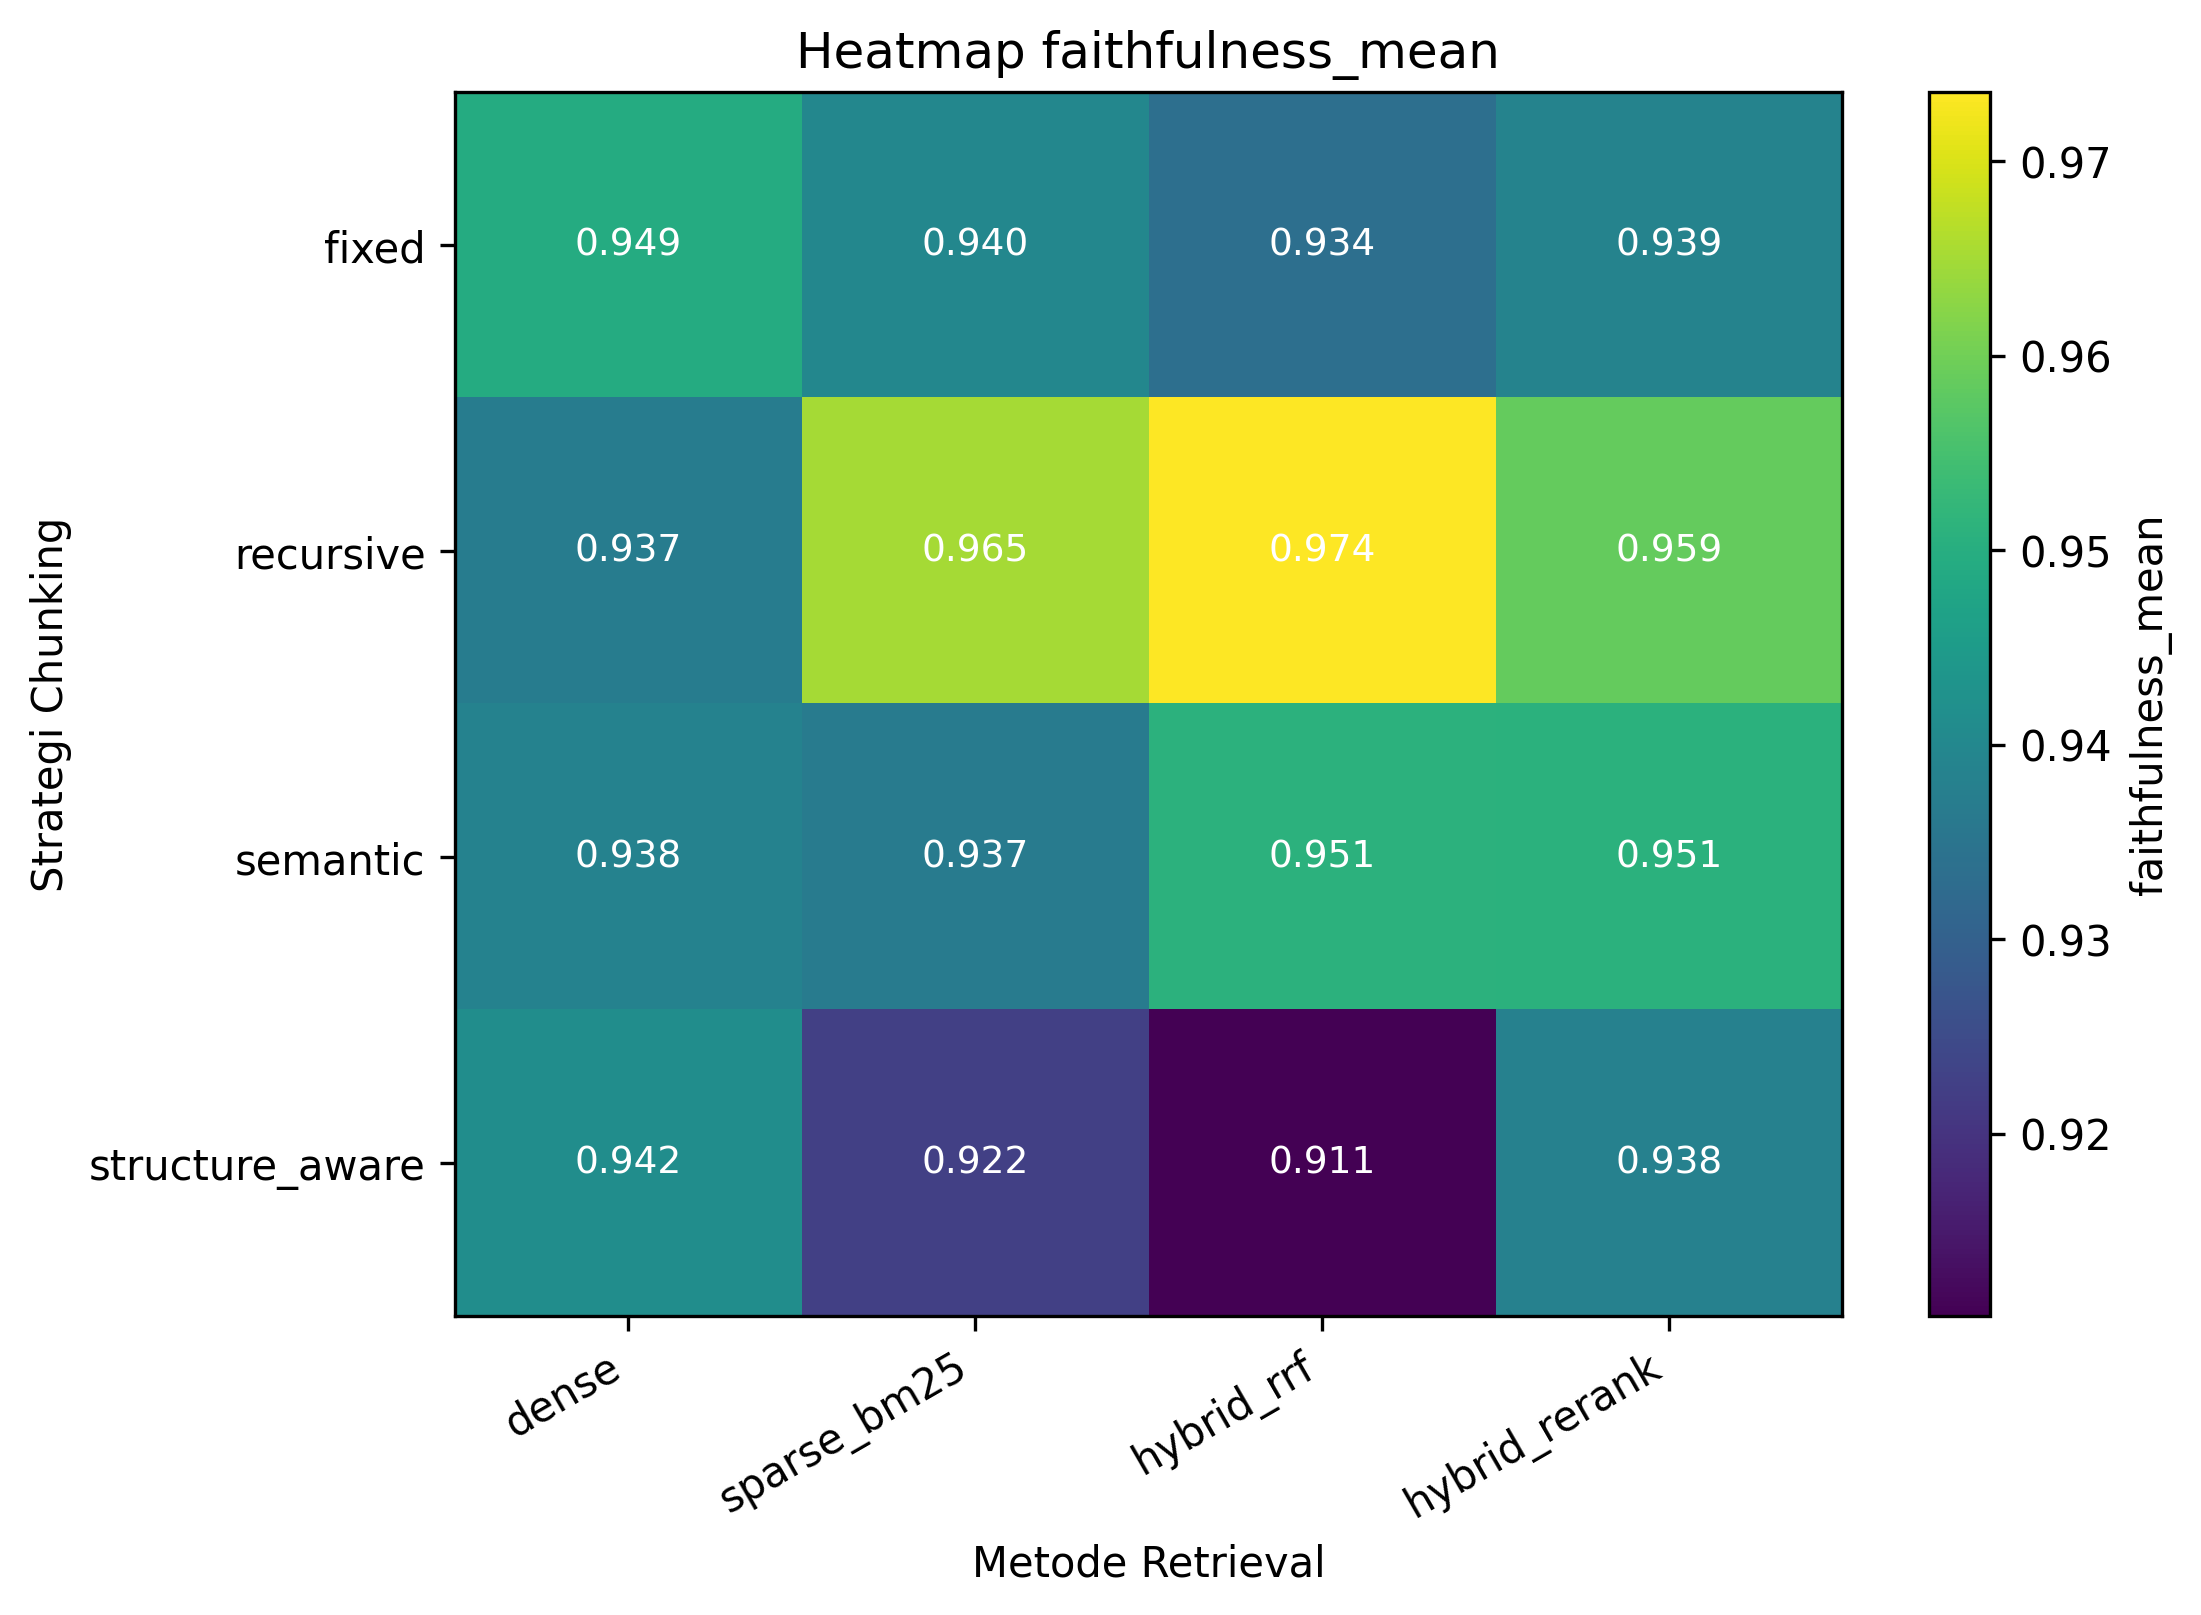 Heatmap faithfulness_mean
Strategi Chunking
fixed
0.949 0.940 0.934 0.939
recursive
0.937 0.965 0.974 0.959
semantic
0.938 0.937 0.951 0.951
structure_aware
0.942 0.922 0.911 0.938
dense
sparse_bm25
hybrid_rrf
hybrid_rerank
Metode Retrieval
0.97
0.96
0.95
0.94
0.93
0.92
faithfulness_mean